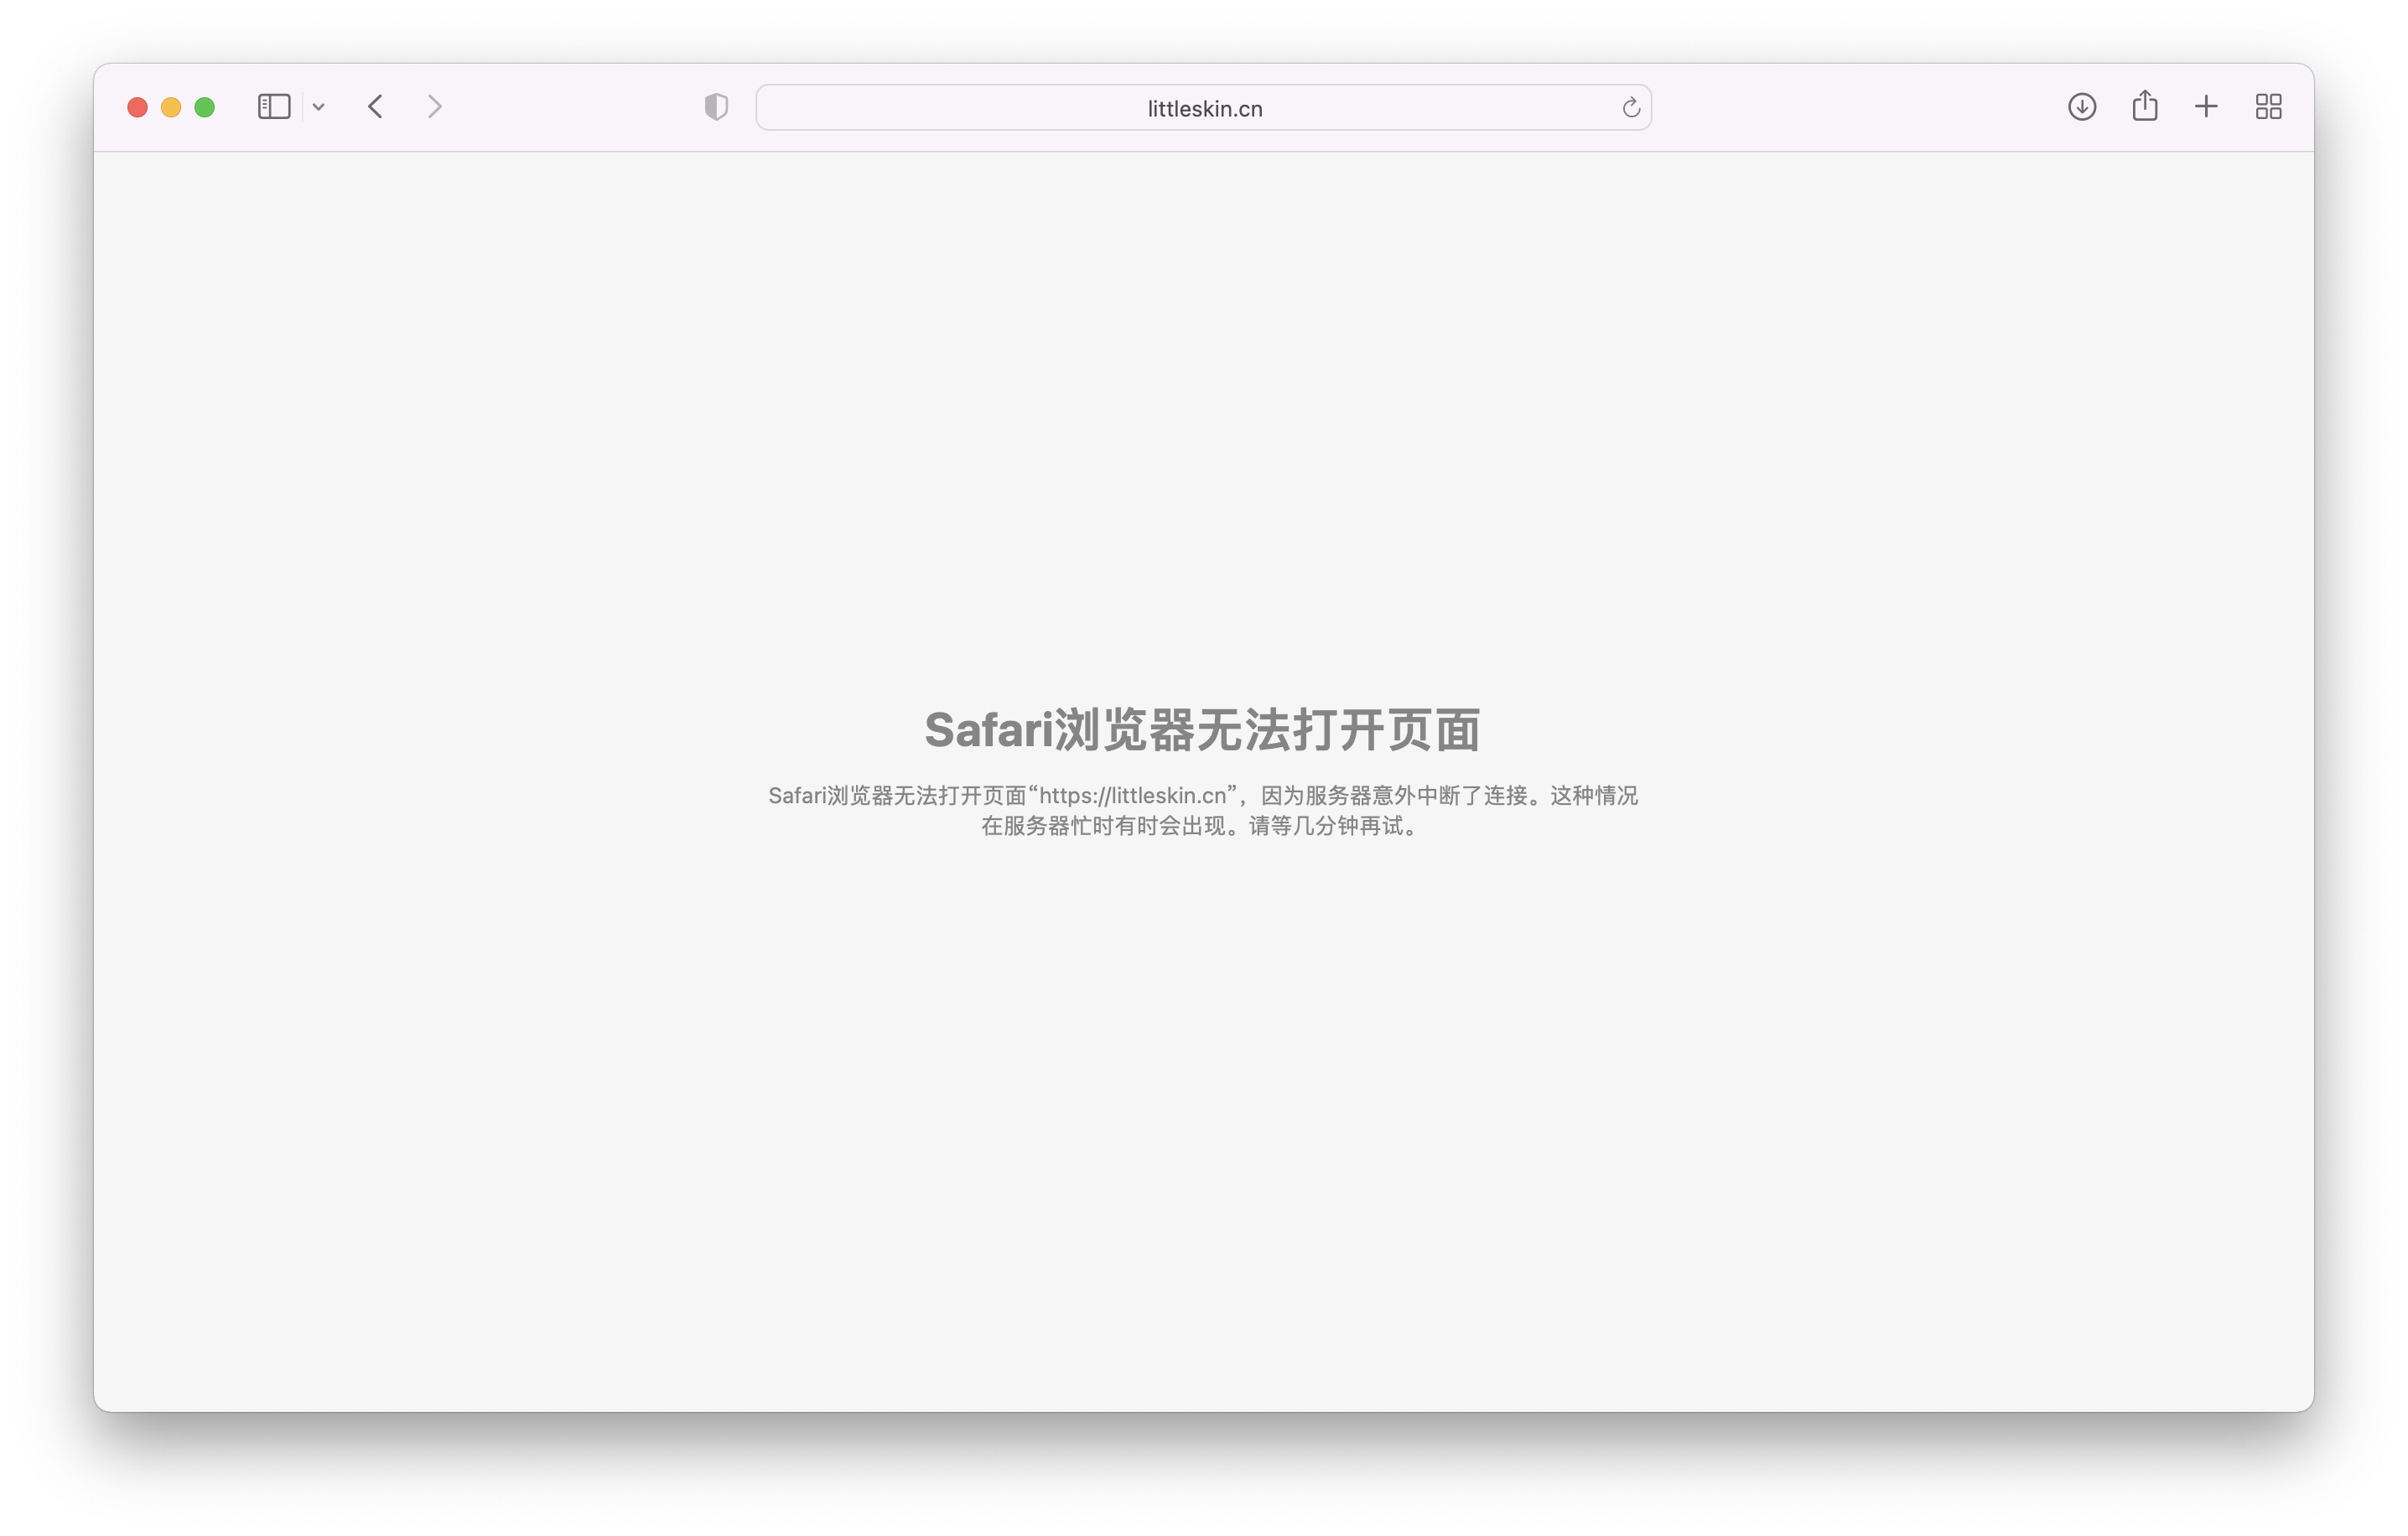 littleskin.cn
Safari浏览器无法打开页面
Safari浏览器无法打开页面“https://littleskin.cn”，因为服务器意外中断了连接。这种情况
在服务器忙时有时会出现。请等几分钟再试。